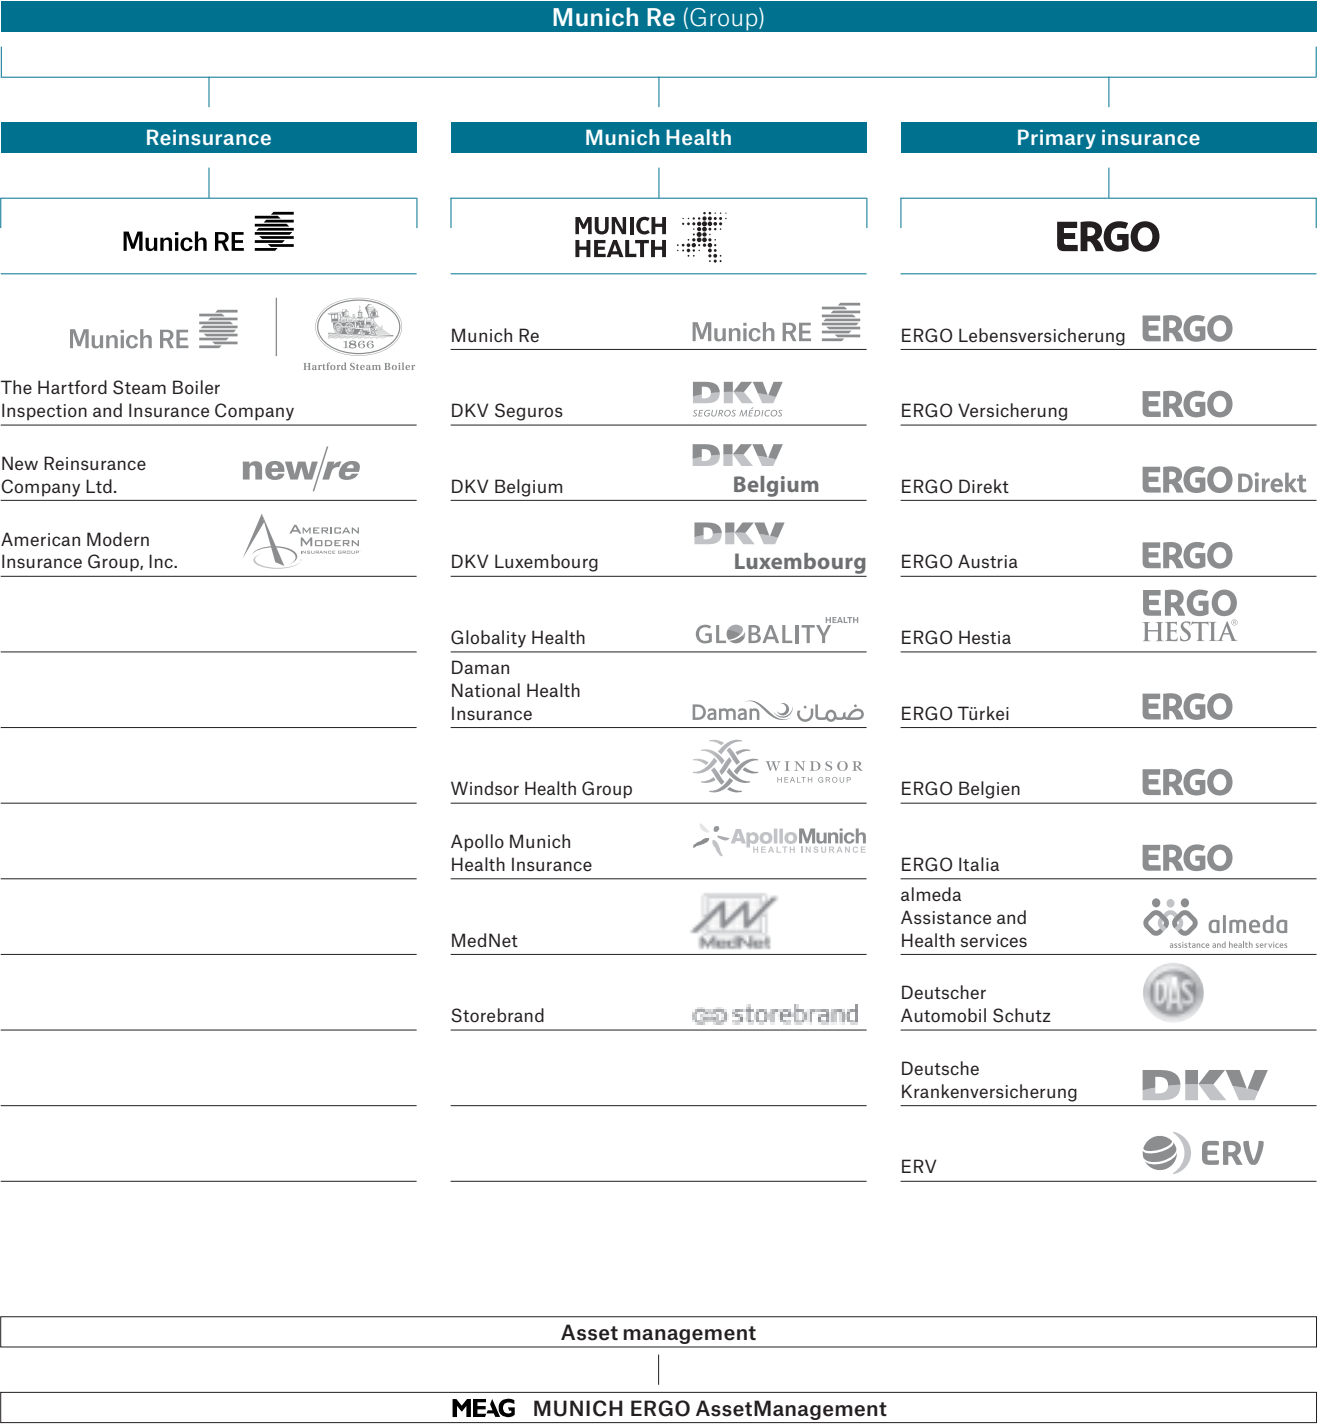 Munich Re (Group)
Reinsurance
Munich RE
Munich RE
1866
Hartford Steam Boiler
The Hartford Steam Boiler
Inspection and Insurance Company
New Reinsurance
Company Ltd.
new/re
American Modern
Insurance Group, Inc.
AMERICAN
MODERN
INSURANCE GROUP
Munich Health
MUNICH
HEALTH
Munich Re
Munich RE
DKV Seguros
DKV
SEGUROS MÉDICOS
DKV Belgium
DKV
Belgium
DKV Luxembourg
DKV
Luxembourg
Globality Health
GLOBALITY HEALTH
Daman
National Health
Insurance
Daman ضمان
Windsor Health Group
WINDSOR
HEALTH GROUP
Apollo Munich
Health Insurance
ApolloMunich
HEALTH INSURANCE
MedNet
MedNet
Storebrand
storebrand
Primary insurance
ERGO
ERGO Lebensversicherung
ERGO
ERGO Versicherung
ERGO
ERGO Direkt
ERGO Direkt
ERGO Austria
ERGO
ERGO Hestia
ERGO
HESTIA®
ERGO Türkei
ERGO
ERGO Belgien
ERGO
ERGO Italia
ERGO
almeda
Assistance and
Health services
almeda
assistance and health services
Deutscher
Automobil Schutz
DAS
Deutsche
Krankenversicherung
DKV
ERV
ERV
Asset management
MEAG MUNICH ERGO AssetManagement